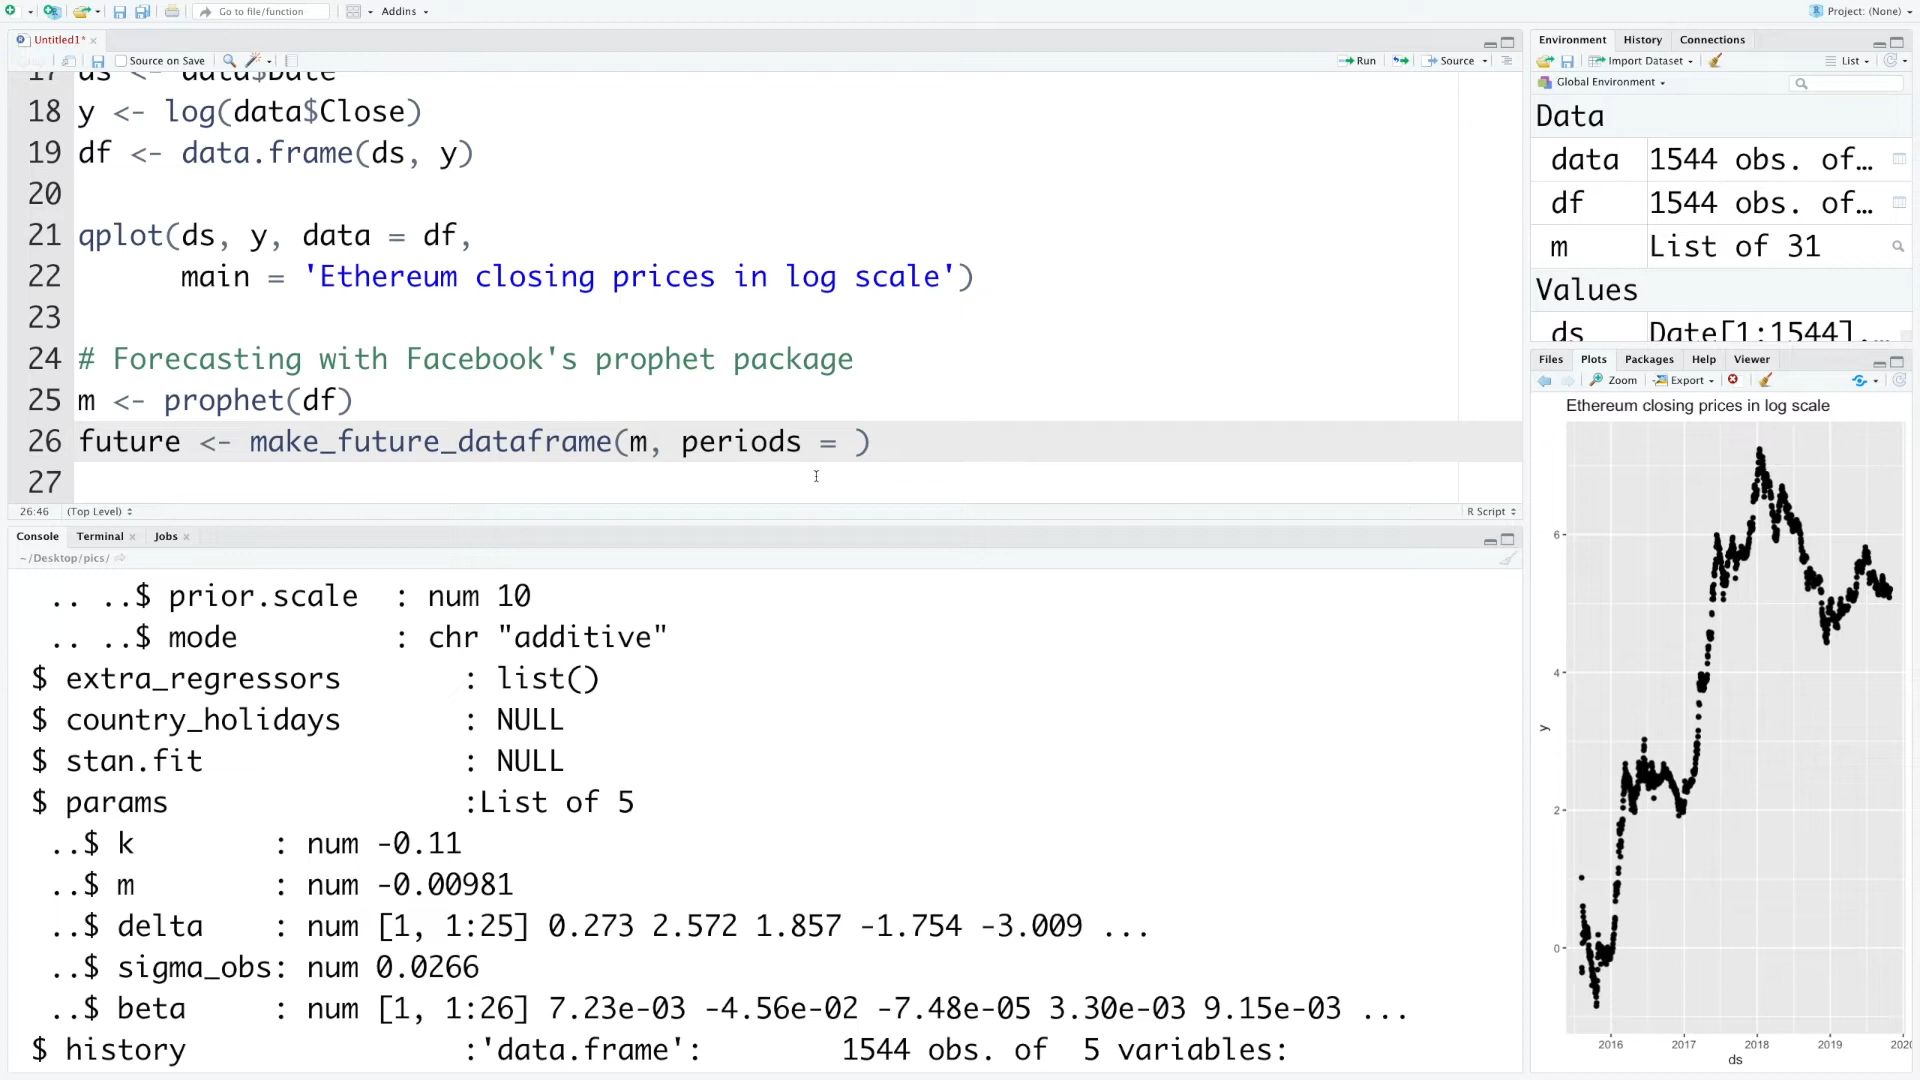 Go to file/function
Addins
Project: (None)
Untitled1*
Source on Save
Run
Source
17 ds <- data$Date
18 y <- log(data$Close)
19 df <- data.frame(ds, y)
20
21 qplot(ds, y, data = df,
22 main = 'Ethereum closing prices in log scale')
23
24 # Forecasting with Facebook's prophet package
25 m <- prophet(df)
26 future <- make_future_dataframe(m, periods = )
27
26:46 (Top Level) R Script
Console Terminal Jobs
~/Desktop/pics/
.. ..$ prior.scale : num 10
.. ..$ mode : chr "additive"
$ extra_regressors : list()
$ country_holidays : NULL
$ stan.fit : NULL
$ params :List of 5
..$ k : num -0.11
..$ m : num -0.00981
..$ delta : num [1, 1:25] 0.273 2.572 1.857 -1.754 -3.009 ...
..$ sigma_obs: num 0.0266
..$ beta : num [1, 1:26] 7.23e-03 -4.56e-02 -7.48e-05 3.30e-03 9.15e-03 ...
$ history :'data.frame': 1544 obs. of 5 variables:
Environment History Connections
Import Dataset List
Global Environment
Data
data 1544 obs. of…
df 1544 obs. of…
m List of 31
Values
ds Date[1:1544]…
Files Plots Packages Help Viewer
Zoom Export
Ethereum closing prices in log scale
6
4
2
0
y
2016 2017 2018 2019 2020
ds